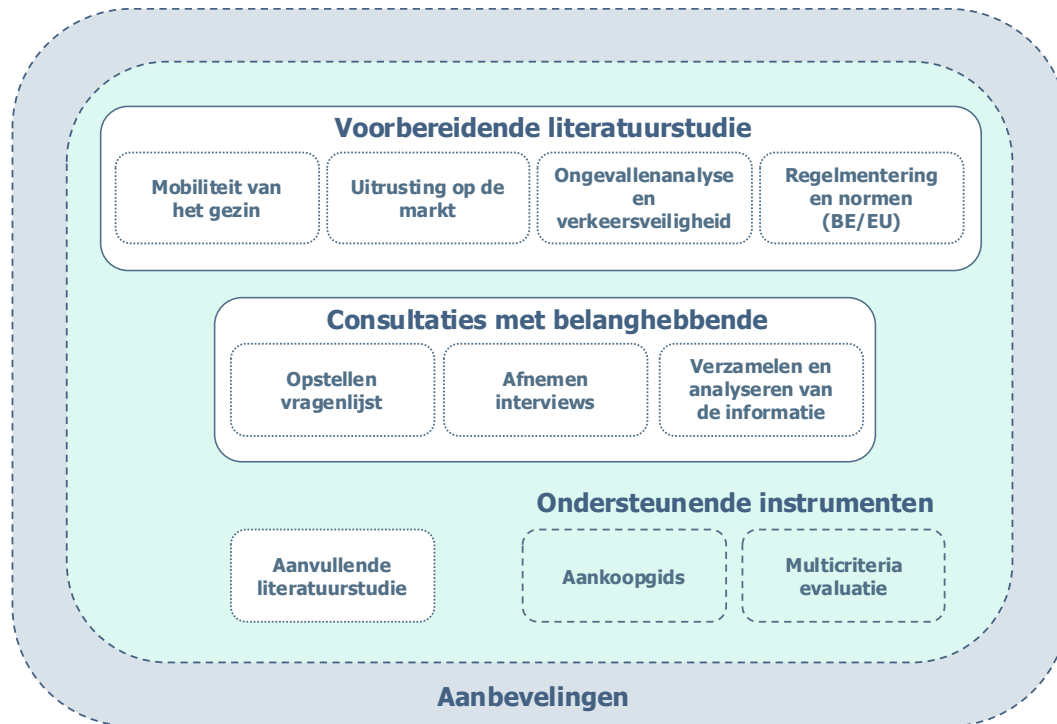 Voorbereidende literatuurstudie
Mobiliteit van
het gezin
Uitrusting op de
markt
Ongevallenanalyse
en
verkeersveiligheid
Regelmentering
en normen
(BE/EU)
Consultaties met belanghebbende
Opstellen
vragenlijst
Afnemen
interviews
Verzamelen en
analyseren van
de informatie
Ondersteunende instrumenten
Aanvullende
literatuurstudie
Aankoopgids
Multicriteria
evaluatie
Aanbevelingen